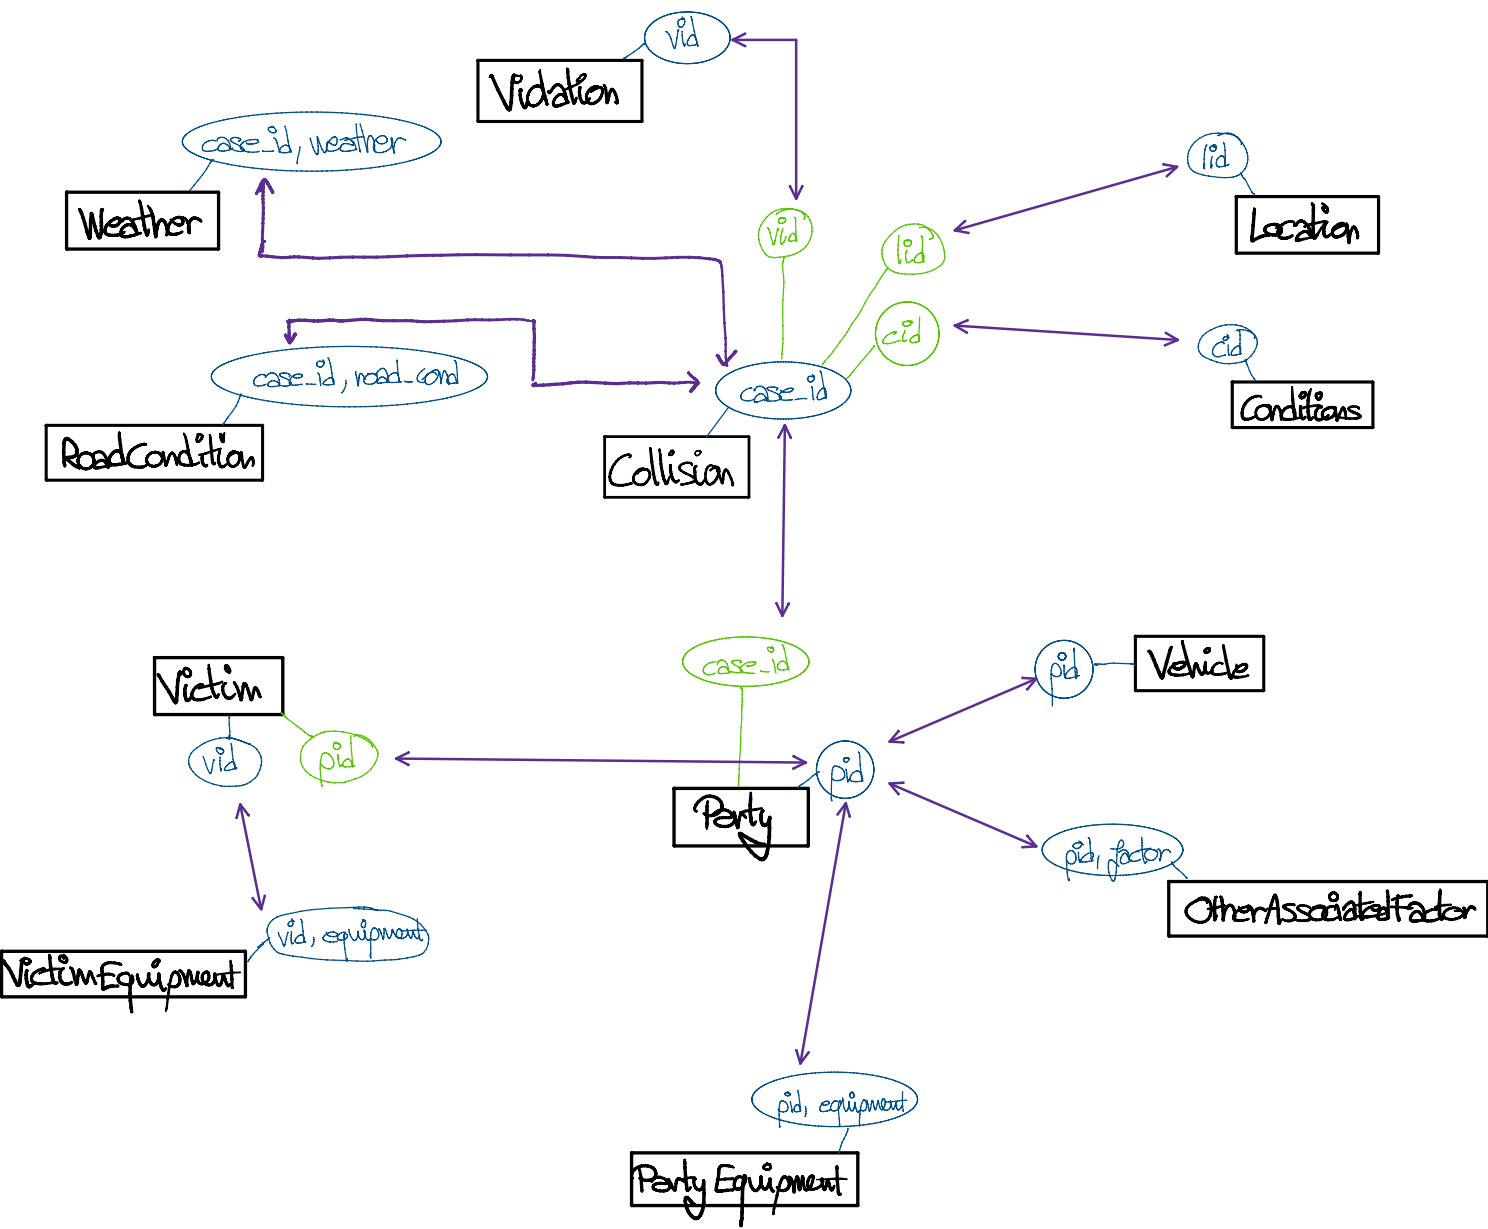 vid
Violation
case_id, weather
Weather
lid
Location
vid
lid
cid
cid
Conditions
case_id, road_cond
RoadCondition
case_id
Collision
case_id
Victim
vid
pid
pid
Party
pid
Vehicle
pid, factor
OtherAssociatedFactor
vid, equipment
VictimEquipment
pid, equipment
Party Equipment